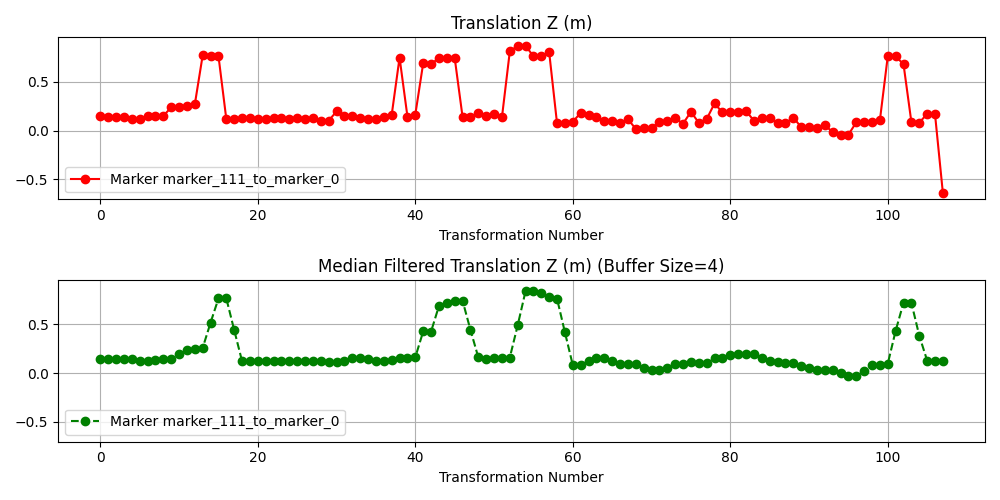 Translation Z (m)
0.5
0.0
−0.5
Marker marker_111_to_marker_0
0 20 40 60 80 100
Transformation Number
Median Filtered Translation Z (m) (Buffer Size=4)
0.5
0.0
−0.5
Marker marker_111_to_marker_0
0 20 40 60 80 100
Transformation Number